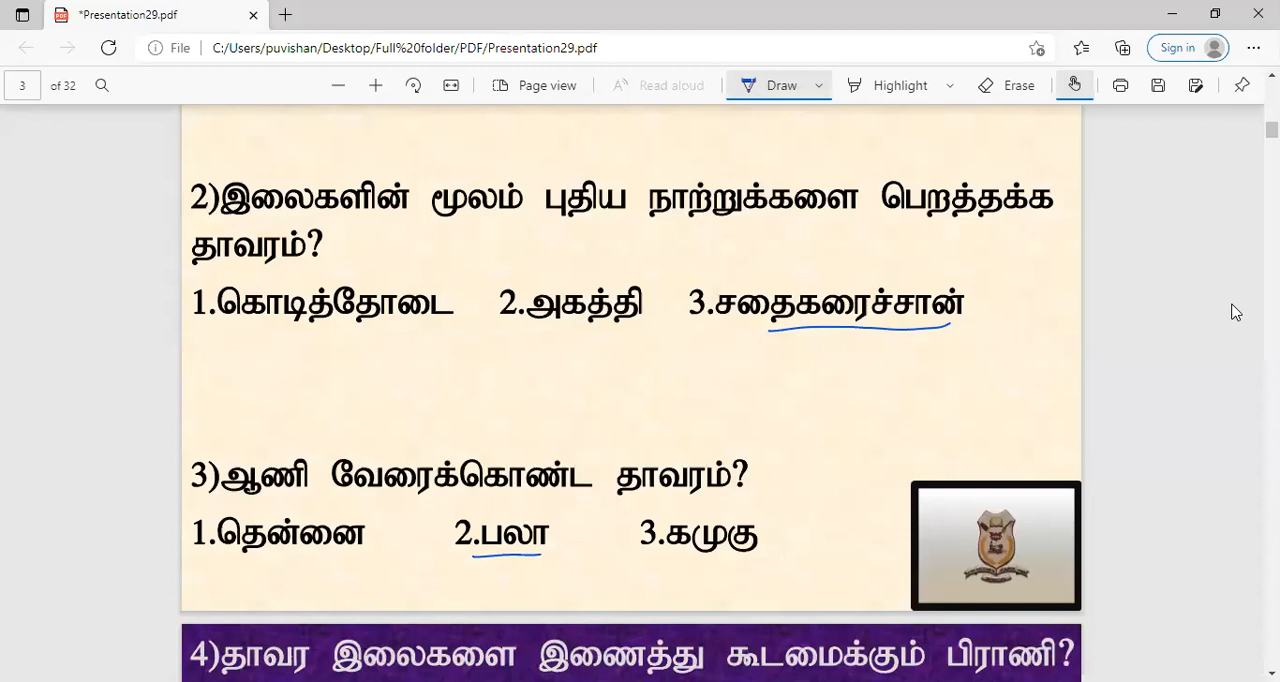 *Presentation29.pdf
File C:/Users/puvishan/Desktop/Full%20folder/PDF/Presentation29.pdf Sign in
3 of 32 Page view Read aloud Draw Highlight Erase
2)இலைகளின் மூலம் புதிய நாற்றுக்களை பெறத்தக்க
தாவரம்?
1.கொடித்தோடை 2.அகத்தி 3.சதைகரைச்சான்
3)ஆணி வேரைக்கொண்ட தாவரம்?
1.தென்னை 2.பலா 3.கமுகு
4)தாவர இலைகளை இணைத்து கூடமைக்கும் பிராணி?